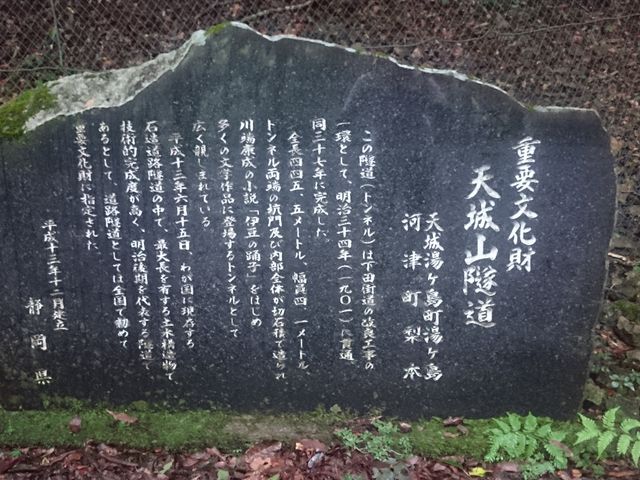 重要文化財
天城山隧道
天城湯ヶ島町湯ヶ島
河津町梨本
この隧道(トンネル)は下田街道の改良工事の
一環として、明治三十四年(一九〇一)に貫通、
同三十七年に完成した。
全長四四五、五メートル、幅員四、一メートル、
トンネル両端の坑門及び内部全体が切石積で造られ
川端康成の小説「伊豆の踊子」をはじめ
多くの文学作品に登場するトンネルとして
広く親しまれている
平成十三年六月十五日、わが国に現存する
石造道路隧道の中で、最大長を有する土木構造物で
技術的完成度が高く、明治後期を代表する隧道で
あるとして、道路隧道としては全国で初めて
重要文化財に指定された
平成十三年十二月建立
静岡県